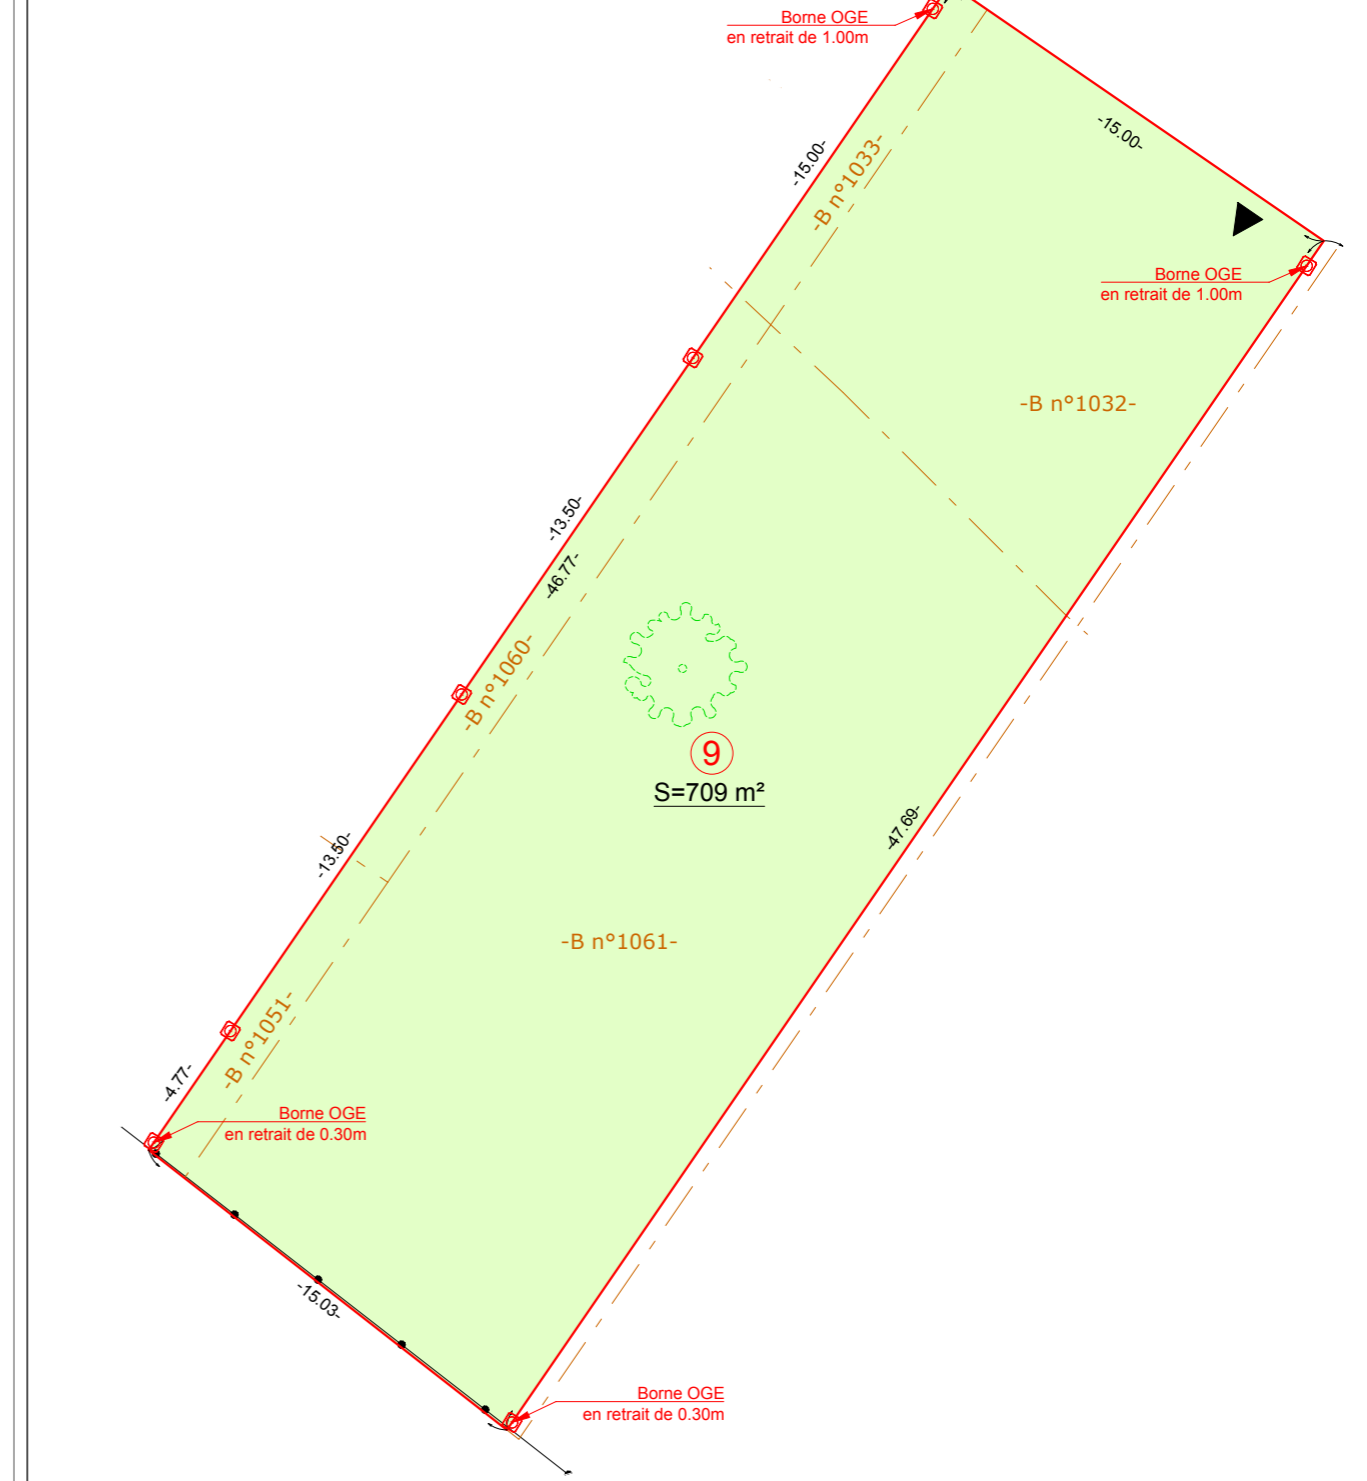 Borne OGE
en retrait de 1.00m
-15.00-
-15.00-
-B n°1033-
Borne OGE
en retrait de 1.00m
-B n°1032-
-13.50-
-46.77-
-B n°1060-
9
S=709 m²
-13.50-
-47.69-
-B n°1061-
-B n°1051-
-4.77-
Borne OGE
en retrait de 0.30m
-15.03-
Borne OGE
en retrait de 0.30m